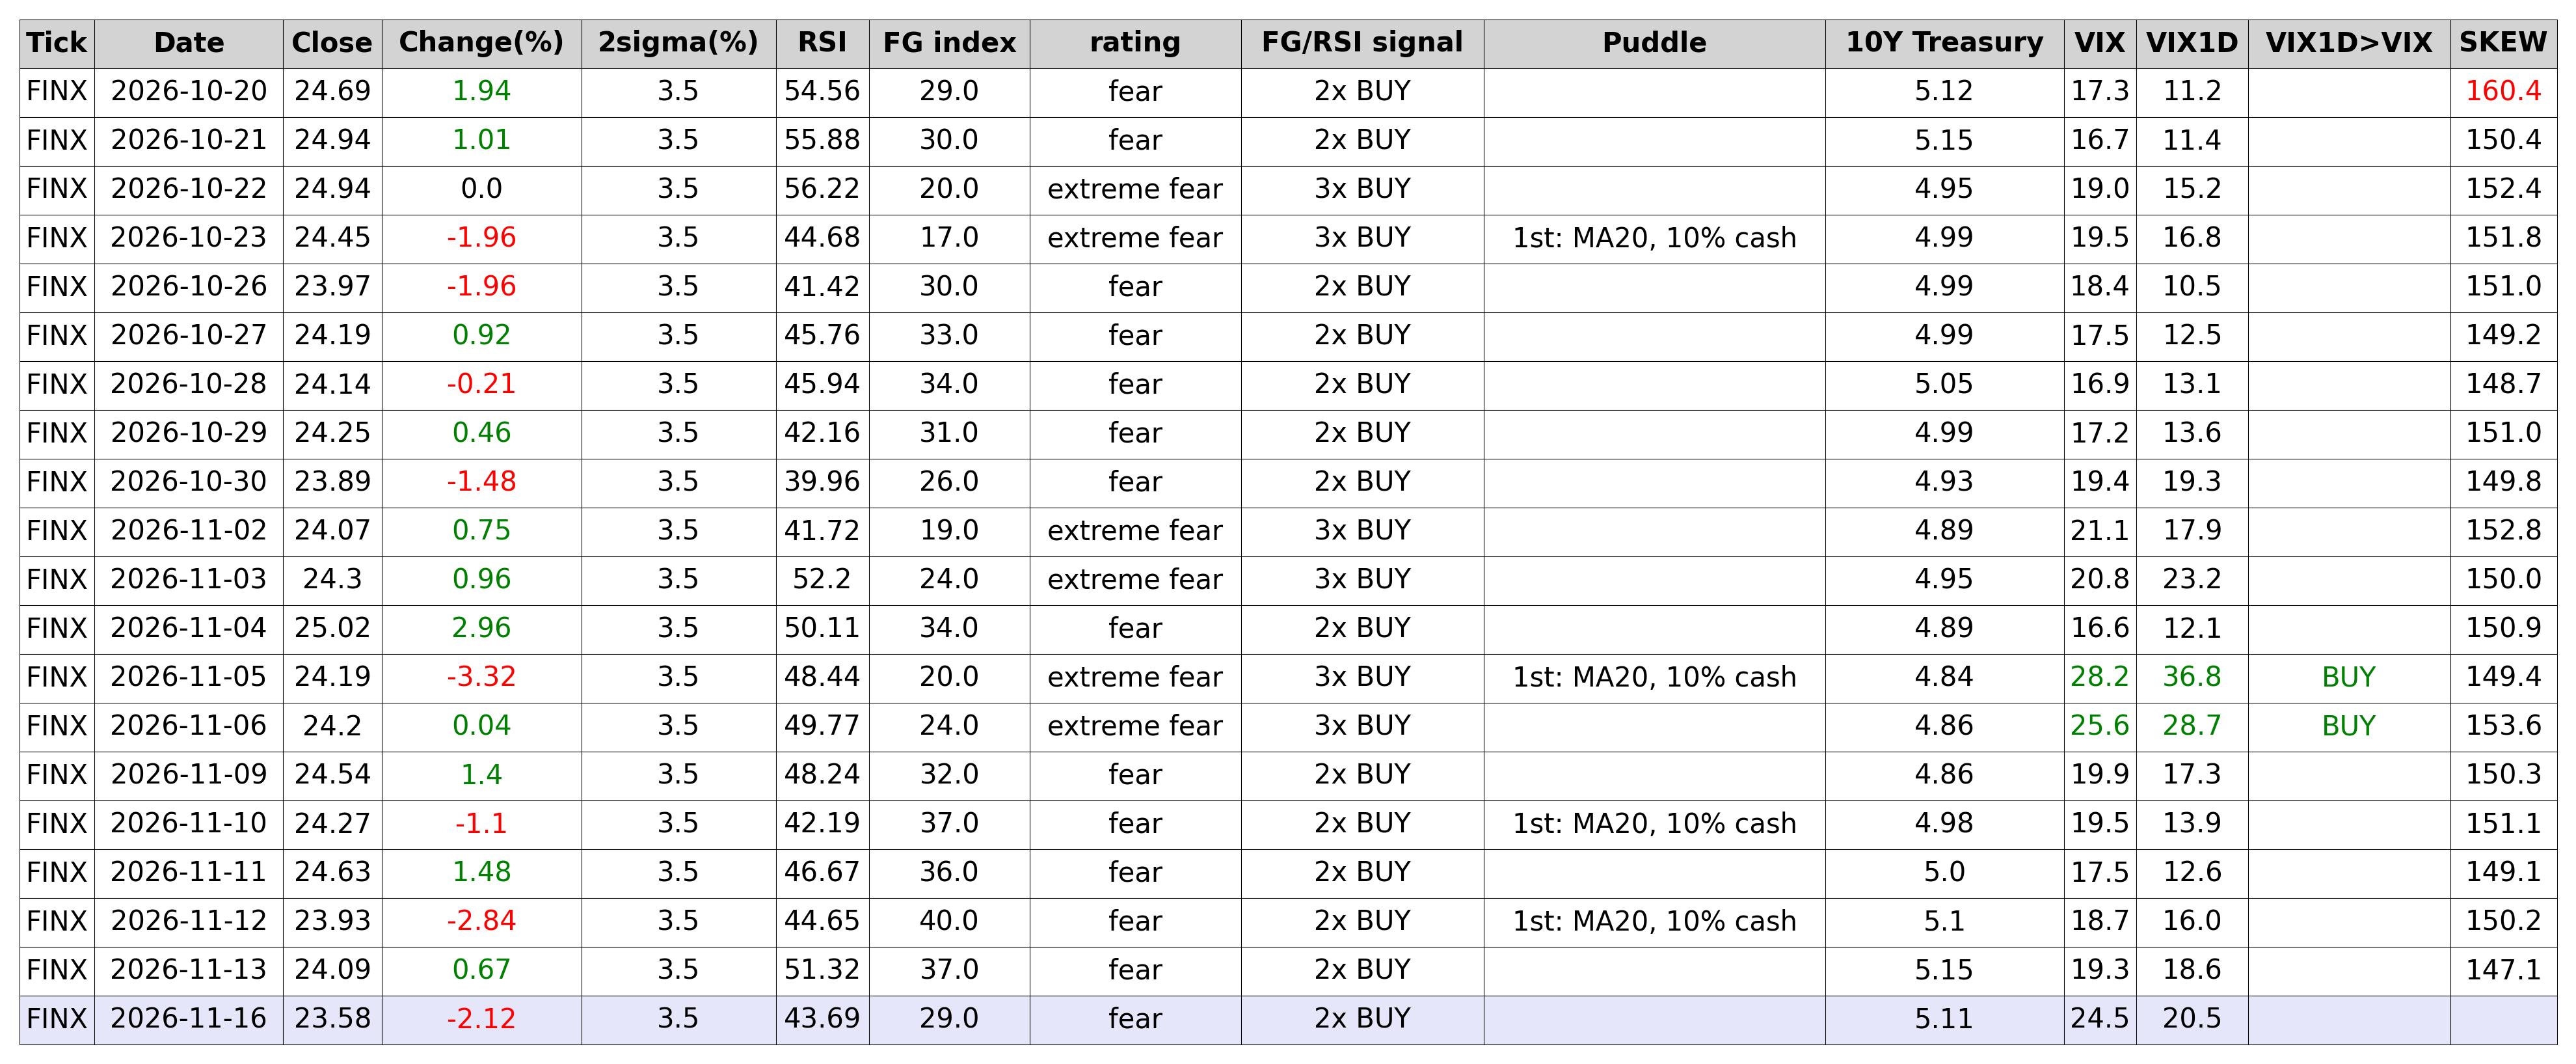 Tick Date Close Change(%) 2sigma(%) RSI FG index rating FG/RSI signal Puddle 10Y Treasury VIX VIX1D VIX1D>VIX SKEW
FINX 2026-10-20 24.69 1.94 3.5 54.56 29.0 fear 2x BUY 5.12 17.3 11.2 160.4
FINX 2026-10-21 24.94 1.01 3.5 55.88 30.0 fear 2x BUY 5.15 16.7 11.4 150.4
FINX 2026-10-22 24.94 0.0 3.5 56.22 20.0 extreme fear 3x BUY 4.95 19.0 15.2 152.4
FINX 2026-10-23 24.45 -1.96 3.5 44.68 17.0 extreme fear 3x BUY 1st: MA20, 10% cash 4.99 19.5 16.8 151.8
FINX 2026-10-26 23.97 -1.96 3.5 41.42 30.0 fear 2x BUY 4.99 18.4 10.5 151.0
FINX 2026-10-27 24.19 0.92 3.5 45.76 33.0 fear 2x BUY 4.99 17.5 12.5 149.2
FINX 2026-10-28 24.14 -0.21 3.5 45.94 34.0 fear 2x BUY 5.05 16.9 13.1 148.7
FINX 2026-10-29 24.25 0.46 3.5 42.16 31.0 fear 2x BUY 4.99 17.2 13.6 151.0
FINX 2026-10-30 23.89 -1.48 3.5 39.96 26.0 fear 2x BUY 4.93 19.4 19.3 149.8
FINX 2026-11-02 24.07 0.75 3.5 41.72 19.0 extreme fear 3x BUY 4.89 21.1 17.9 152.8
FINX 2026-11-03 24.3 0.96 3.5 52.2 24.0 extreme fear 3x BUY 4.95 20.8 23.2 150.0
FINX 2026-11-04 25.02 2.96 3.5 50.11 34.0 fear 2x BUY 4.89 16.6 12.1 150.9
FINX 2026-11-05 24.19 -3.32 3.5 48.44 20.0 extreme fear 3x BUY 1st: MA20, 10% cash 4.84 28.2 36.8 BUY 149.4
FINX 2026-11-06 24.2 0.04 3.5 49.77 24.0 extreme fear 3x BUY 4.86 25.6 28.7 BUY 153.6
FINX 2026-11-09 24.54 1.4 3.5 48.24 32.0 fear 2x BUY 4.86 19.9 17.3 150.3
FINX 2026-11-10 24.27 -1.1 3.5 42.19 37.0 fear 2x BUY 1st: MA20, 10% cash 4.98 19.5 13.9 151.1
FINX 2026-11-11 24.63 1.48 3.5 46.67 36.0 fear 2x BUY 5.0 17.5 12.6 149.1
FINX 2026-11-12 23.93 -2.84 3.5 44.65 40.0 fear 2x BUY 1st: MA20, 10% cash 5.1 18.7 16.0 150.2
FINX 2026-11-13 24.09 0.67 3.5 51.32 37.0 fear 2x BUY 5.15 19.3 18.6 147.1
FINX 2026-11-16 23.58 -2.12 3.5 43.69 29.0 fear 2x BUY 5.11 24.5 20.5